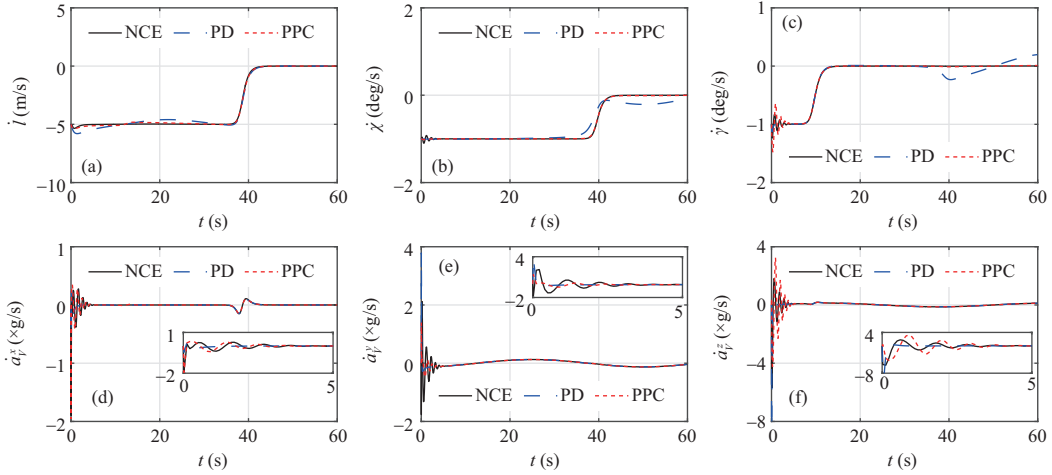 5
NCE PD PPC
0
−5
−10
l̇ (m/s)
(a)
0 20 40 60
t (s)
2
NCE PD PPC
0
−2
χ̇ (deg/s)
(b)
0 20 40 60
t (s)
1
(c)
0
−1
−2
γ̇ (deg/s)
NCE PD PPC
0 20 40 60
t (s)
1
NCE PD PPC
0
−1
−2
ȧ_V^x (×g/s)
1
−2
0 5
(d)
0 20 40 60
t (s)
4
(e)
2
−2
0 5
2
0
−2
ȧ_V^y (×g/s)
NCE PD PPC
0 20 40 60
t (s)
4
NCE PD PPC
0
−4
−8
ȧ_V^z (×g/s)
4
−8
0 5
(f)
0 20 40 60
t (s)